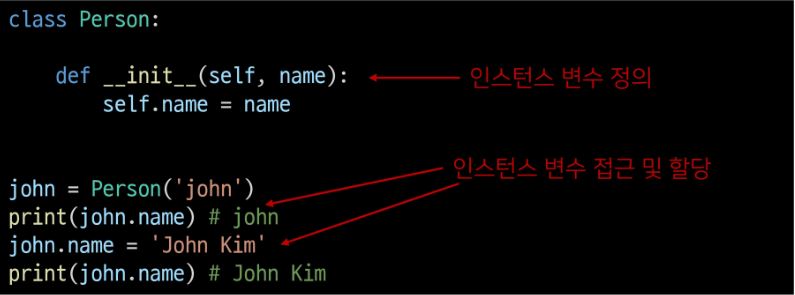 class Person:
def __init__(self, name): 인스턴스 변수 정의
self.name = name
인스턴스 변수 접근 및 할당
john = Person('john')
print(john.name) # john
john.name = 'John Kim'
print(john.name) # John Kim